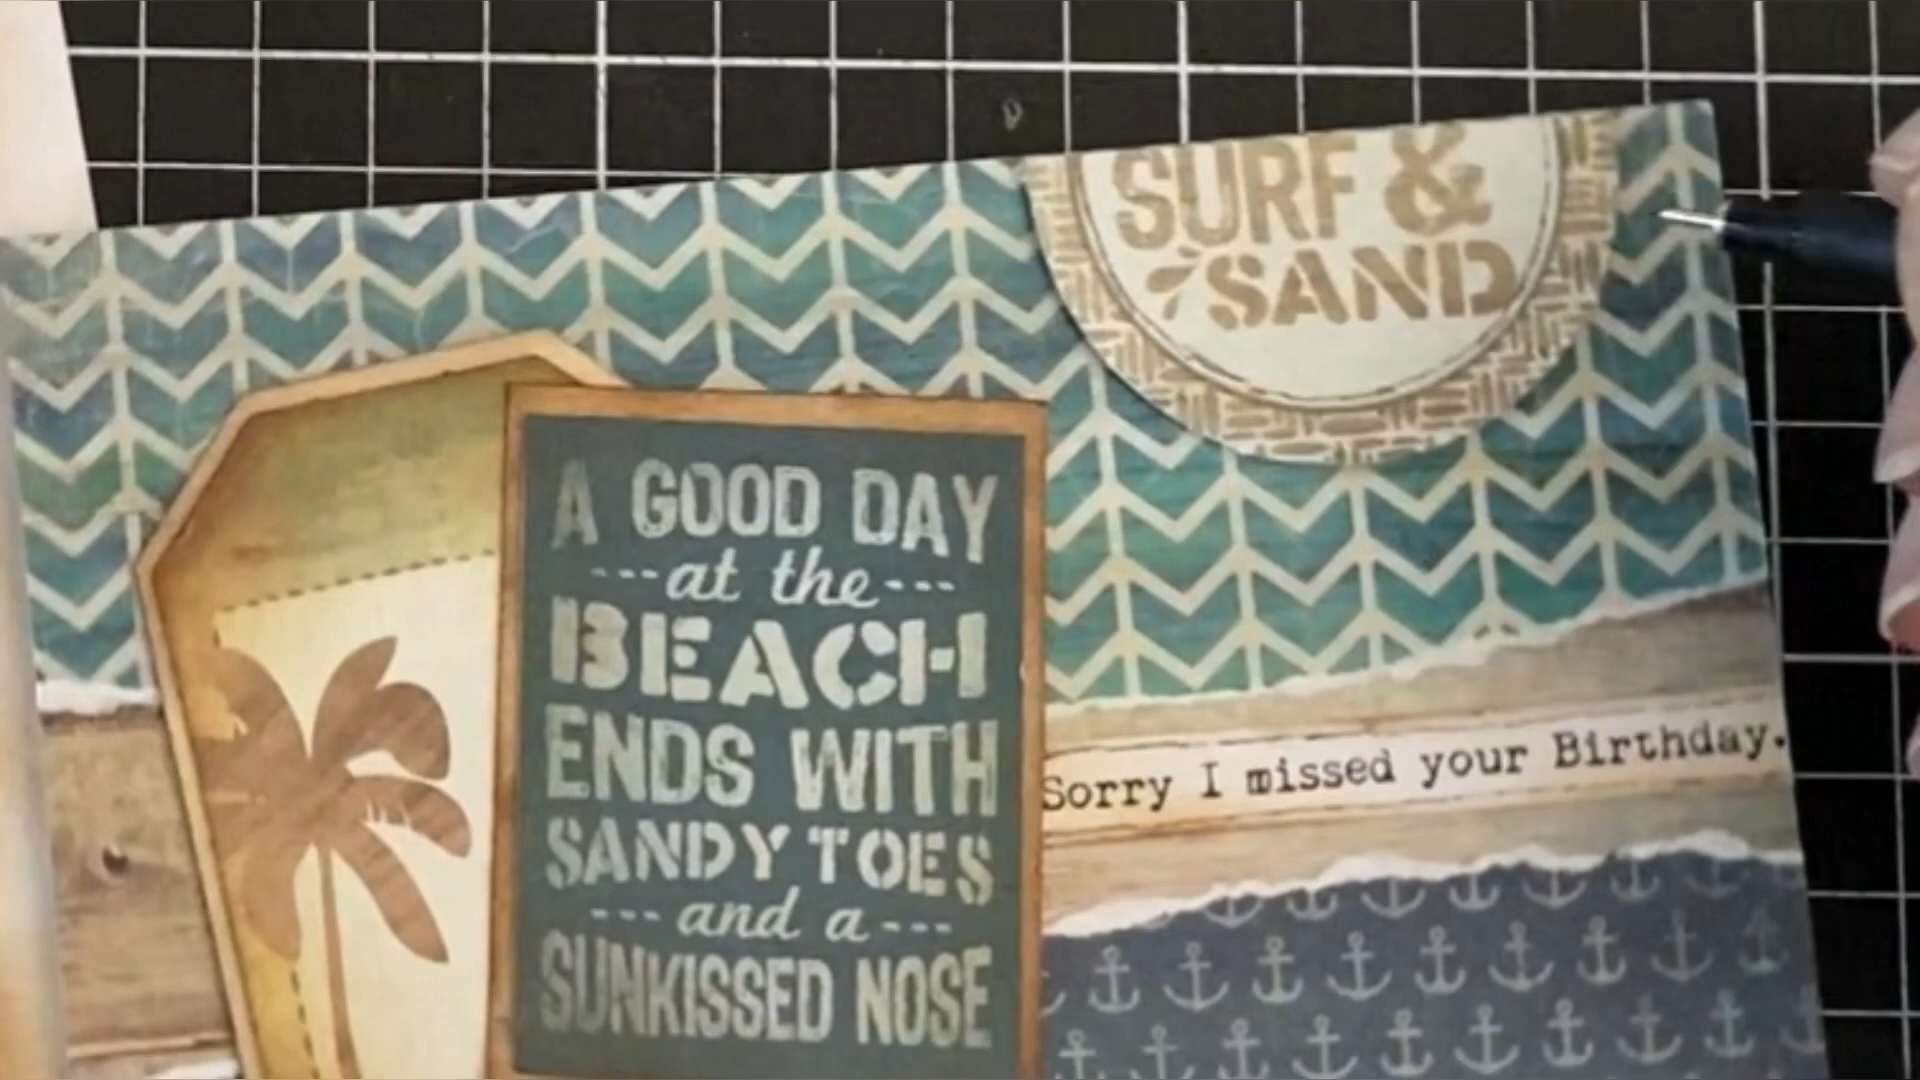 SURF &
SAND
A GOOD DAY
---at the---
BEACH
ENDS WITH
SANDY TOES
---and a---
SUNKISSED NOSE
Sorry I missed your Birthday.